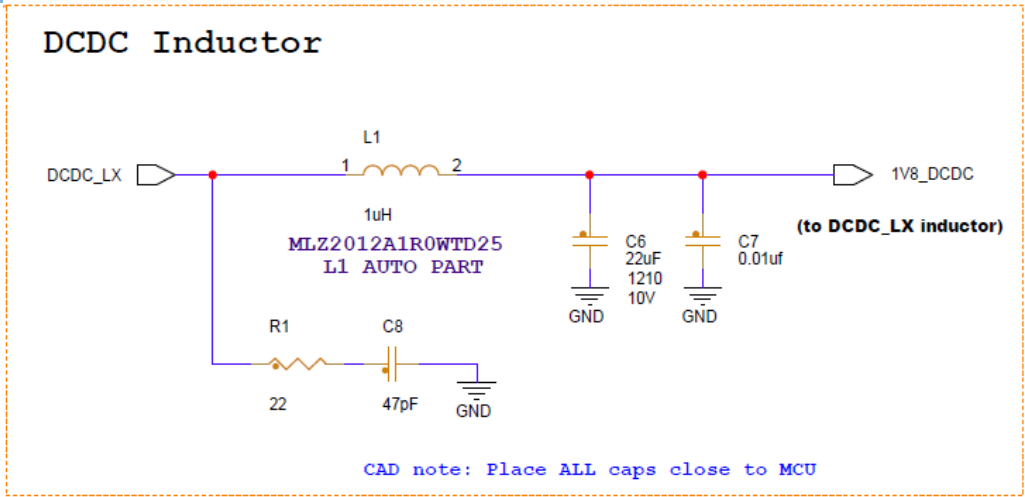 DCDC Inductor
L1
DCDC_LX
1
2
1V8_DCDC
(to DCDC_LX inductor)
1uH
MLZ2012A1R0WTD25
L1 AUTO PART
C6
22uF
1210
10V
C7
0.01uf
GND
GND
R1
C8
22
47pF
GND
CAD note: Place ALL caps close to MCU